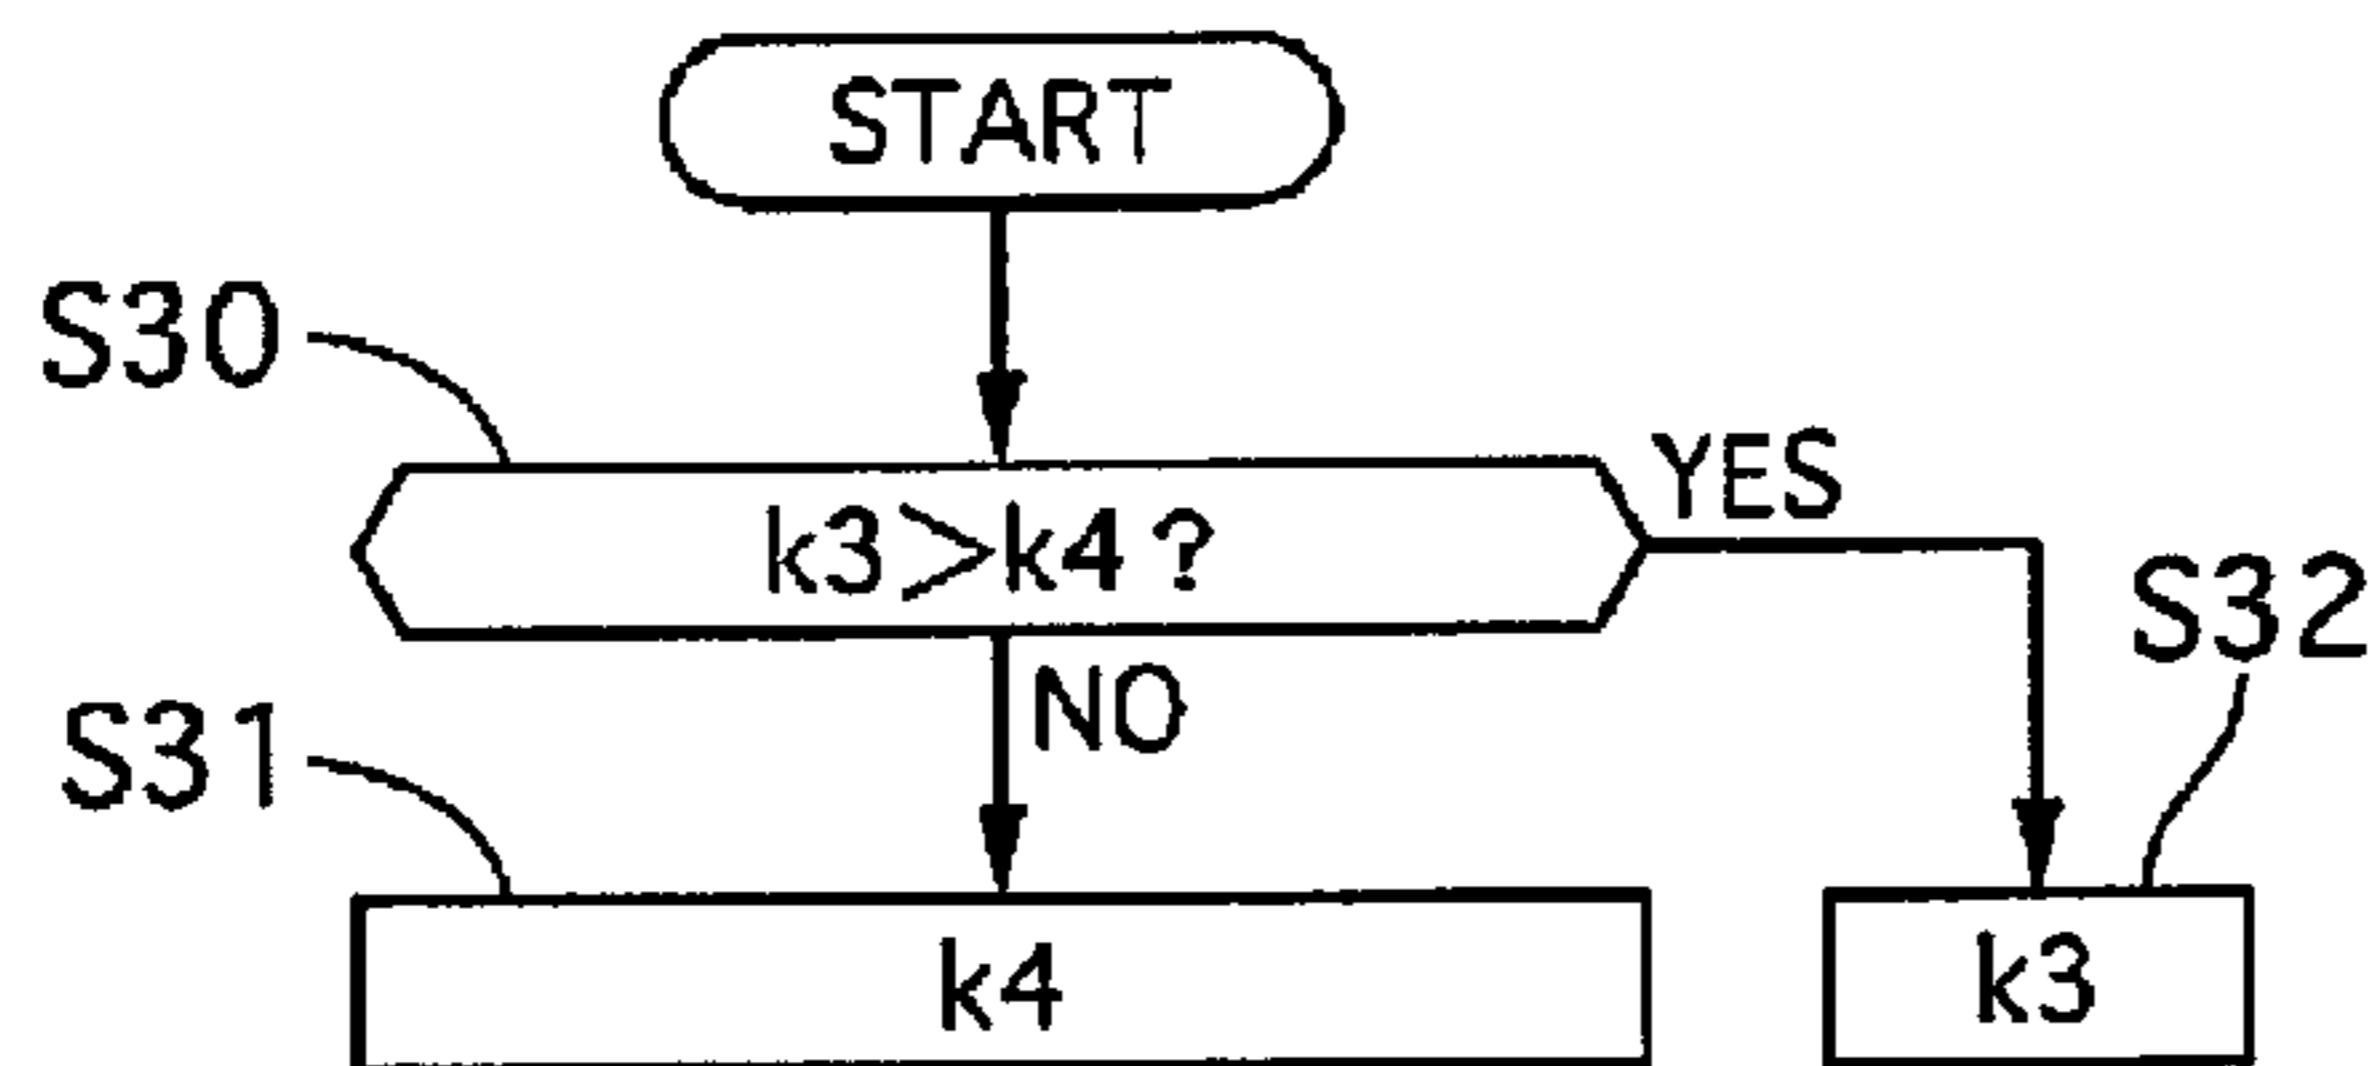 START
S30
YES
k3>k4?
S32
NO
S31
k4
k3